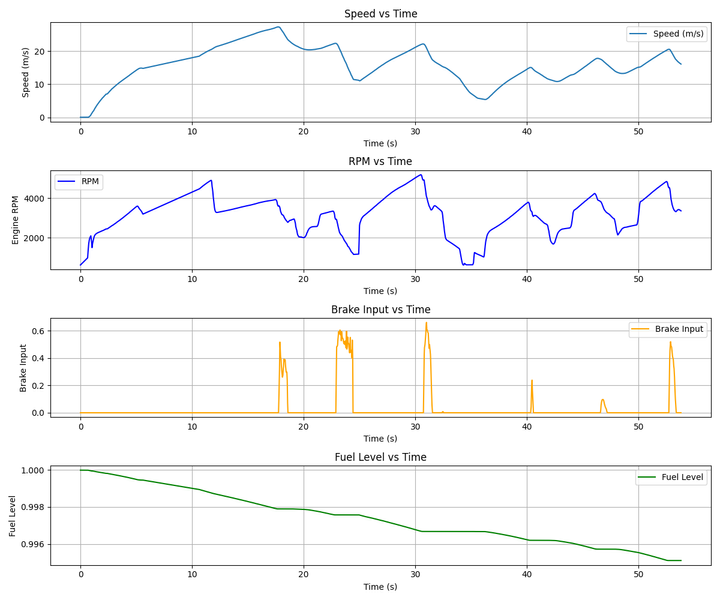 Speed vs Time
Speed (m/s)
20
10
0
Speed (m/s)
0 10 20 30 40 50
Time (s)
RPM vs Time
RPM
4000
2000
Engine RPM
0 10 20 30 40 50
Time (s)
Brake Input vs Time
Brake Input
0.6
0.4
0.2
0.0
Brake Input
0 10 20 30 40 50
Time (s)
Fuel Level vs Time
Fuel Level
1.000
0.998
0.996
Fuel Level
0 10 20 30 40 50
Time (s)